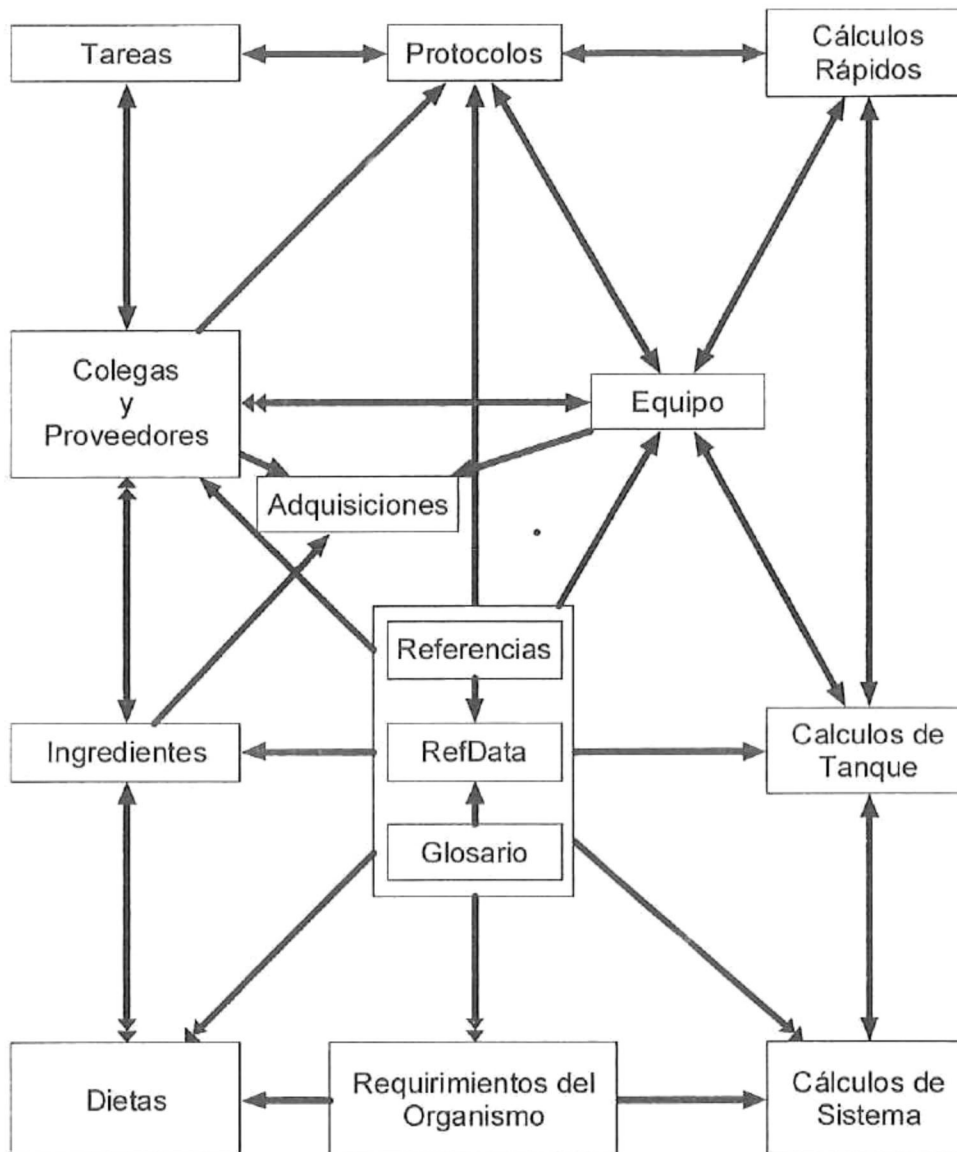 Tareas
Protocolos
Cálculos
Rápidos
Colegas
y
Proveedores
Equipo
Adquisiciones
Referencias
Ingredientes
RefData
Calculos de
Tanque
Glosario
Dietas
Requirimientos del
Organismo
Cálculos de
Sistema